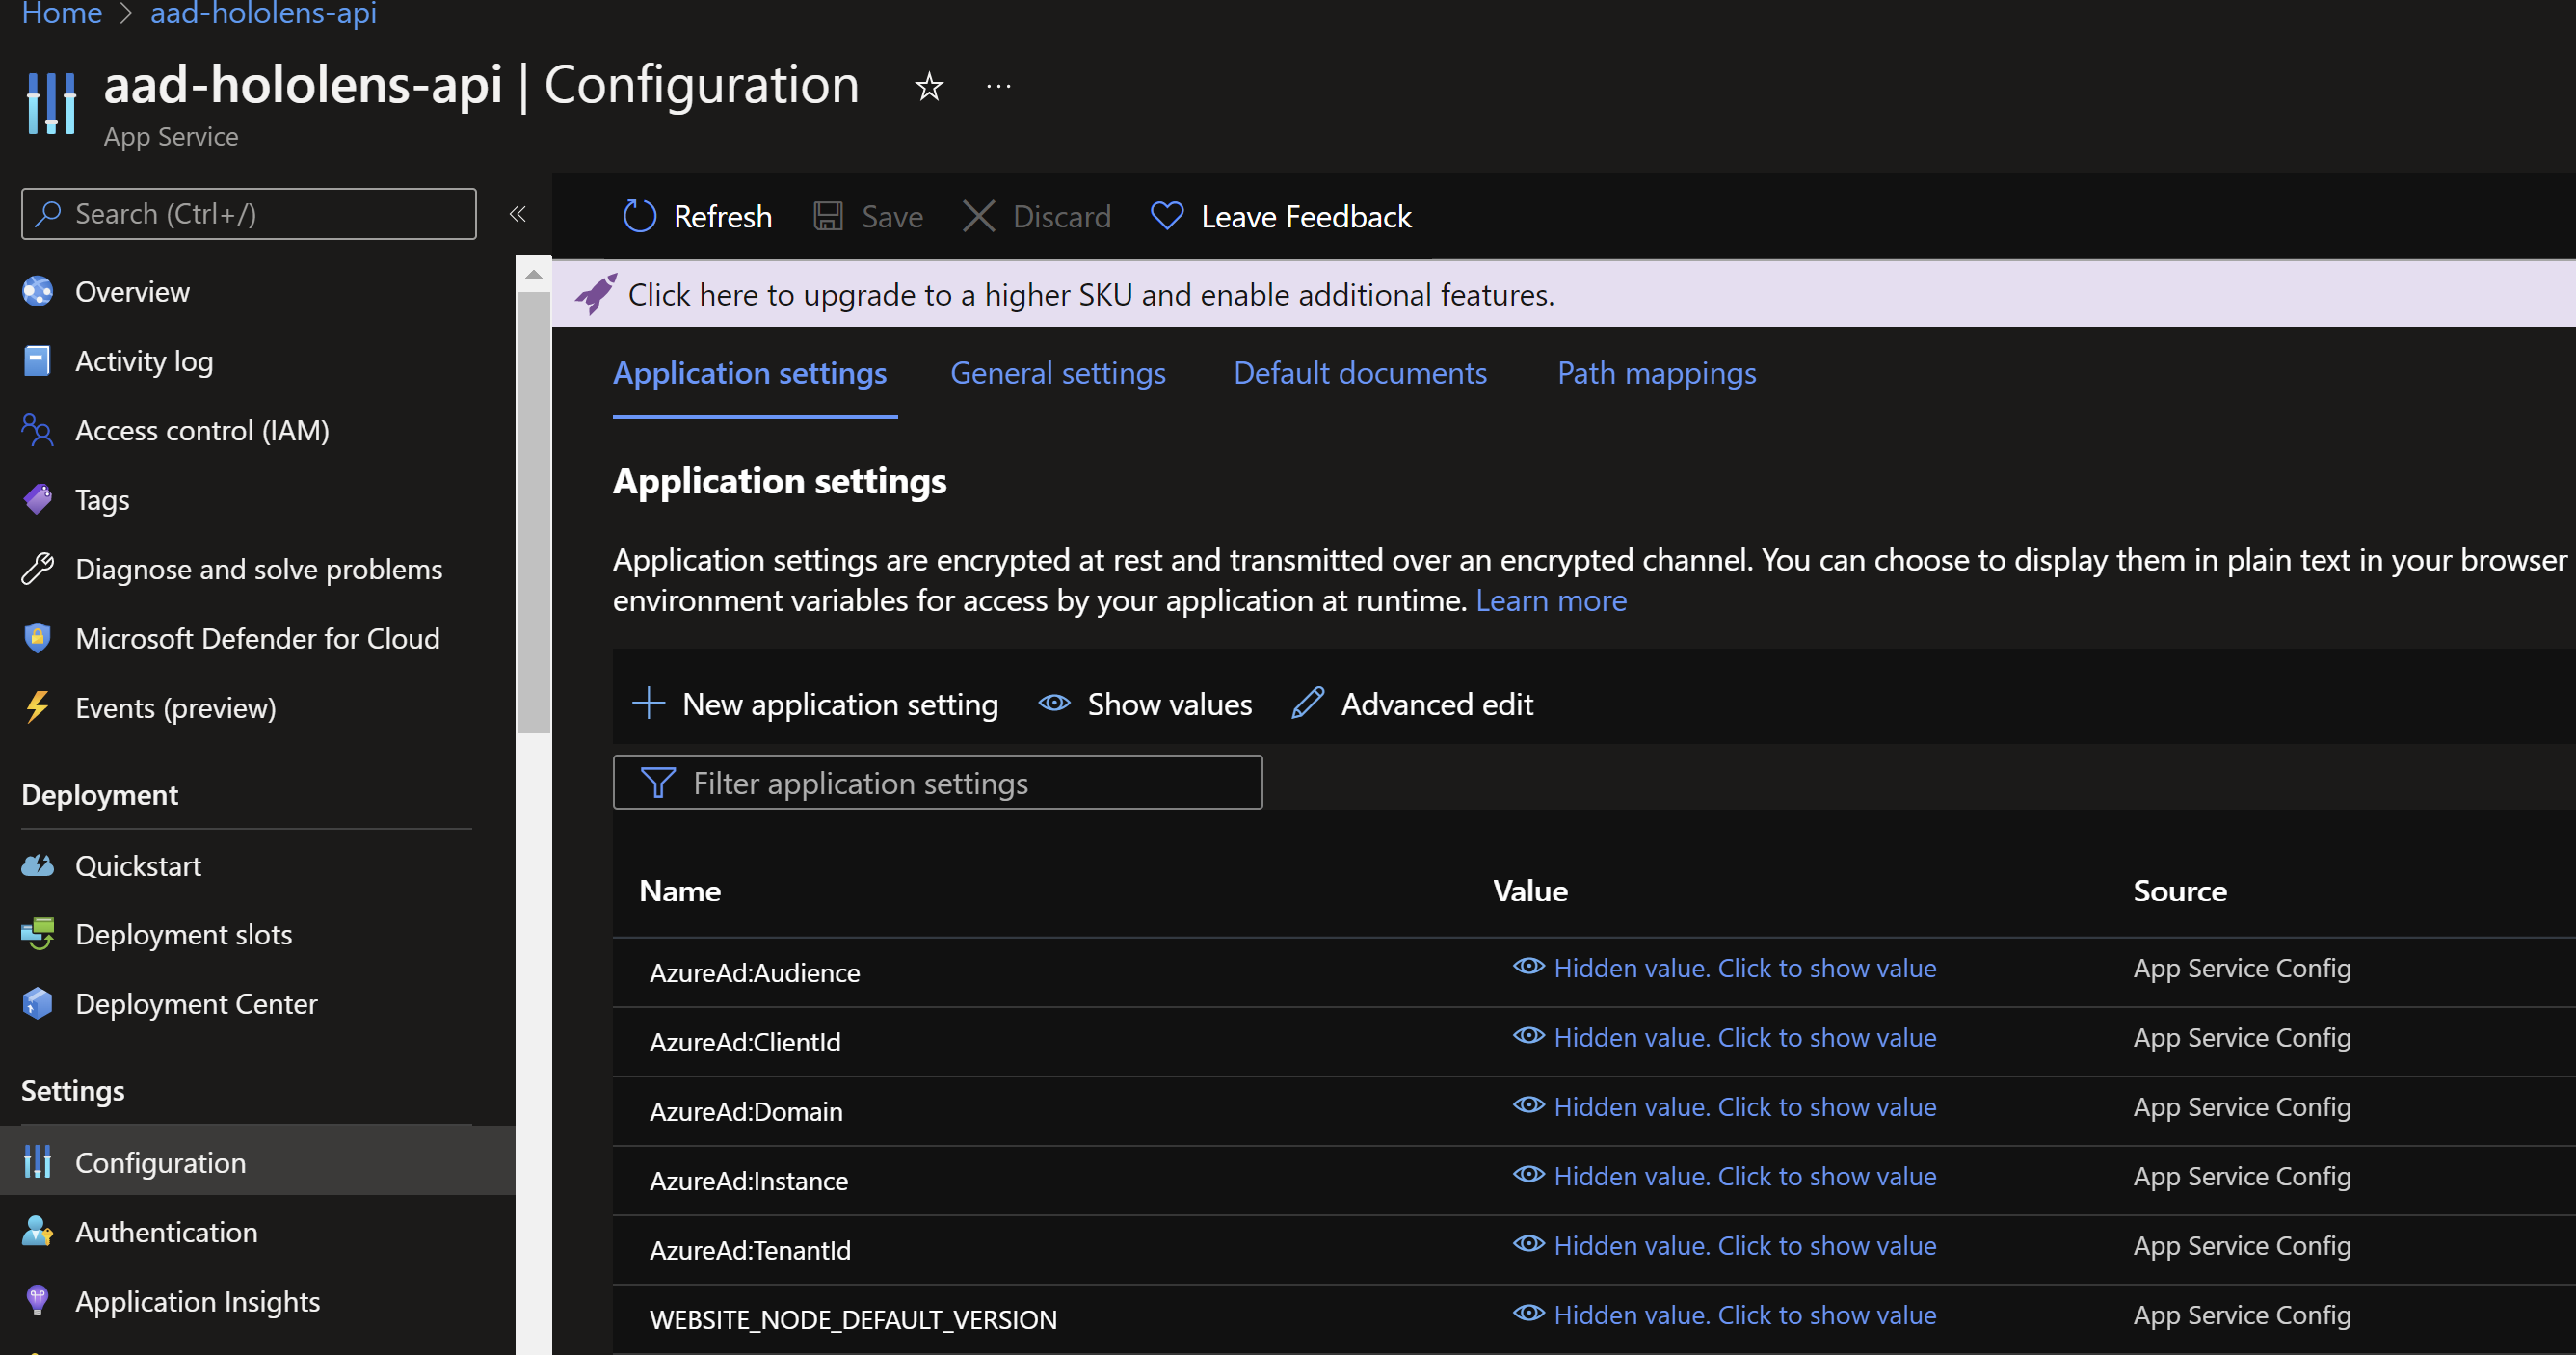 Home > aad-hololens-api
aad-hololens-api | Configuration
App Service
Search (Ctrl+/)
Overview
Activity log
Access control (IAM)
Tags
Diagnose and solve problems
Microsoft Defender for Cloud
Events (preview)
Deployment
Quickstart
Deployment slots
Deployment Center
Settings
Configuration
Authentication
Application Insights
Refresh Save Discard Leave Feedback
Click here to upgrade to a higher SKU and enable additional features.
Application settings General settings Default documents Path mappings
Application settings
Application settings are encrypted at rest and transmitted over an encrypted channel. You can choose to display them in plain text in your browser
environment variables for access by your application at runtime. Learn more
New application setting Show values Advanced edit
Filter application settings
Name Value Source
AzureAd:Audience Hidden value. Click to show value App Service Config
AzureAd:ClientId Hidden value. Click to show value App Service Config
AzureAd:Domain Hidden value. Click to show value App Service Config
AzureAd:Instance Hidden value. Click to show value App Service Config
AzureAd:TenantId Hidden value. Click to show value App Service Config
WEBSITE_NODE_DEFAULT_VERSION Hidden value. Click to show value App Service Config